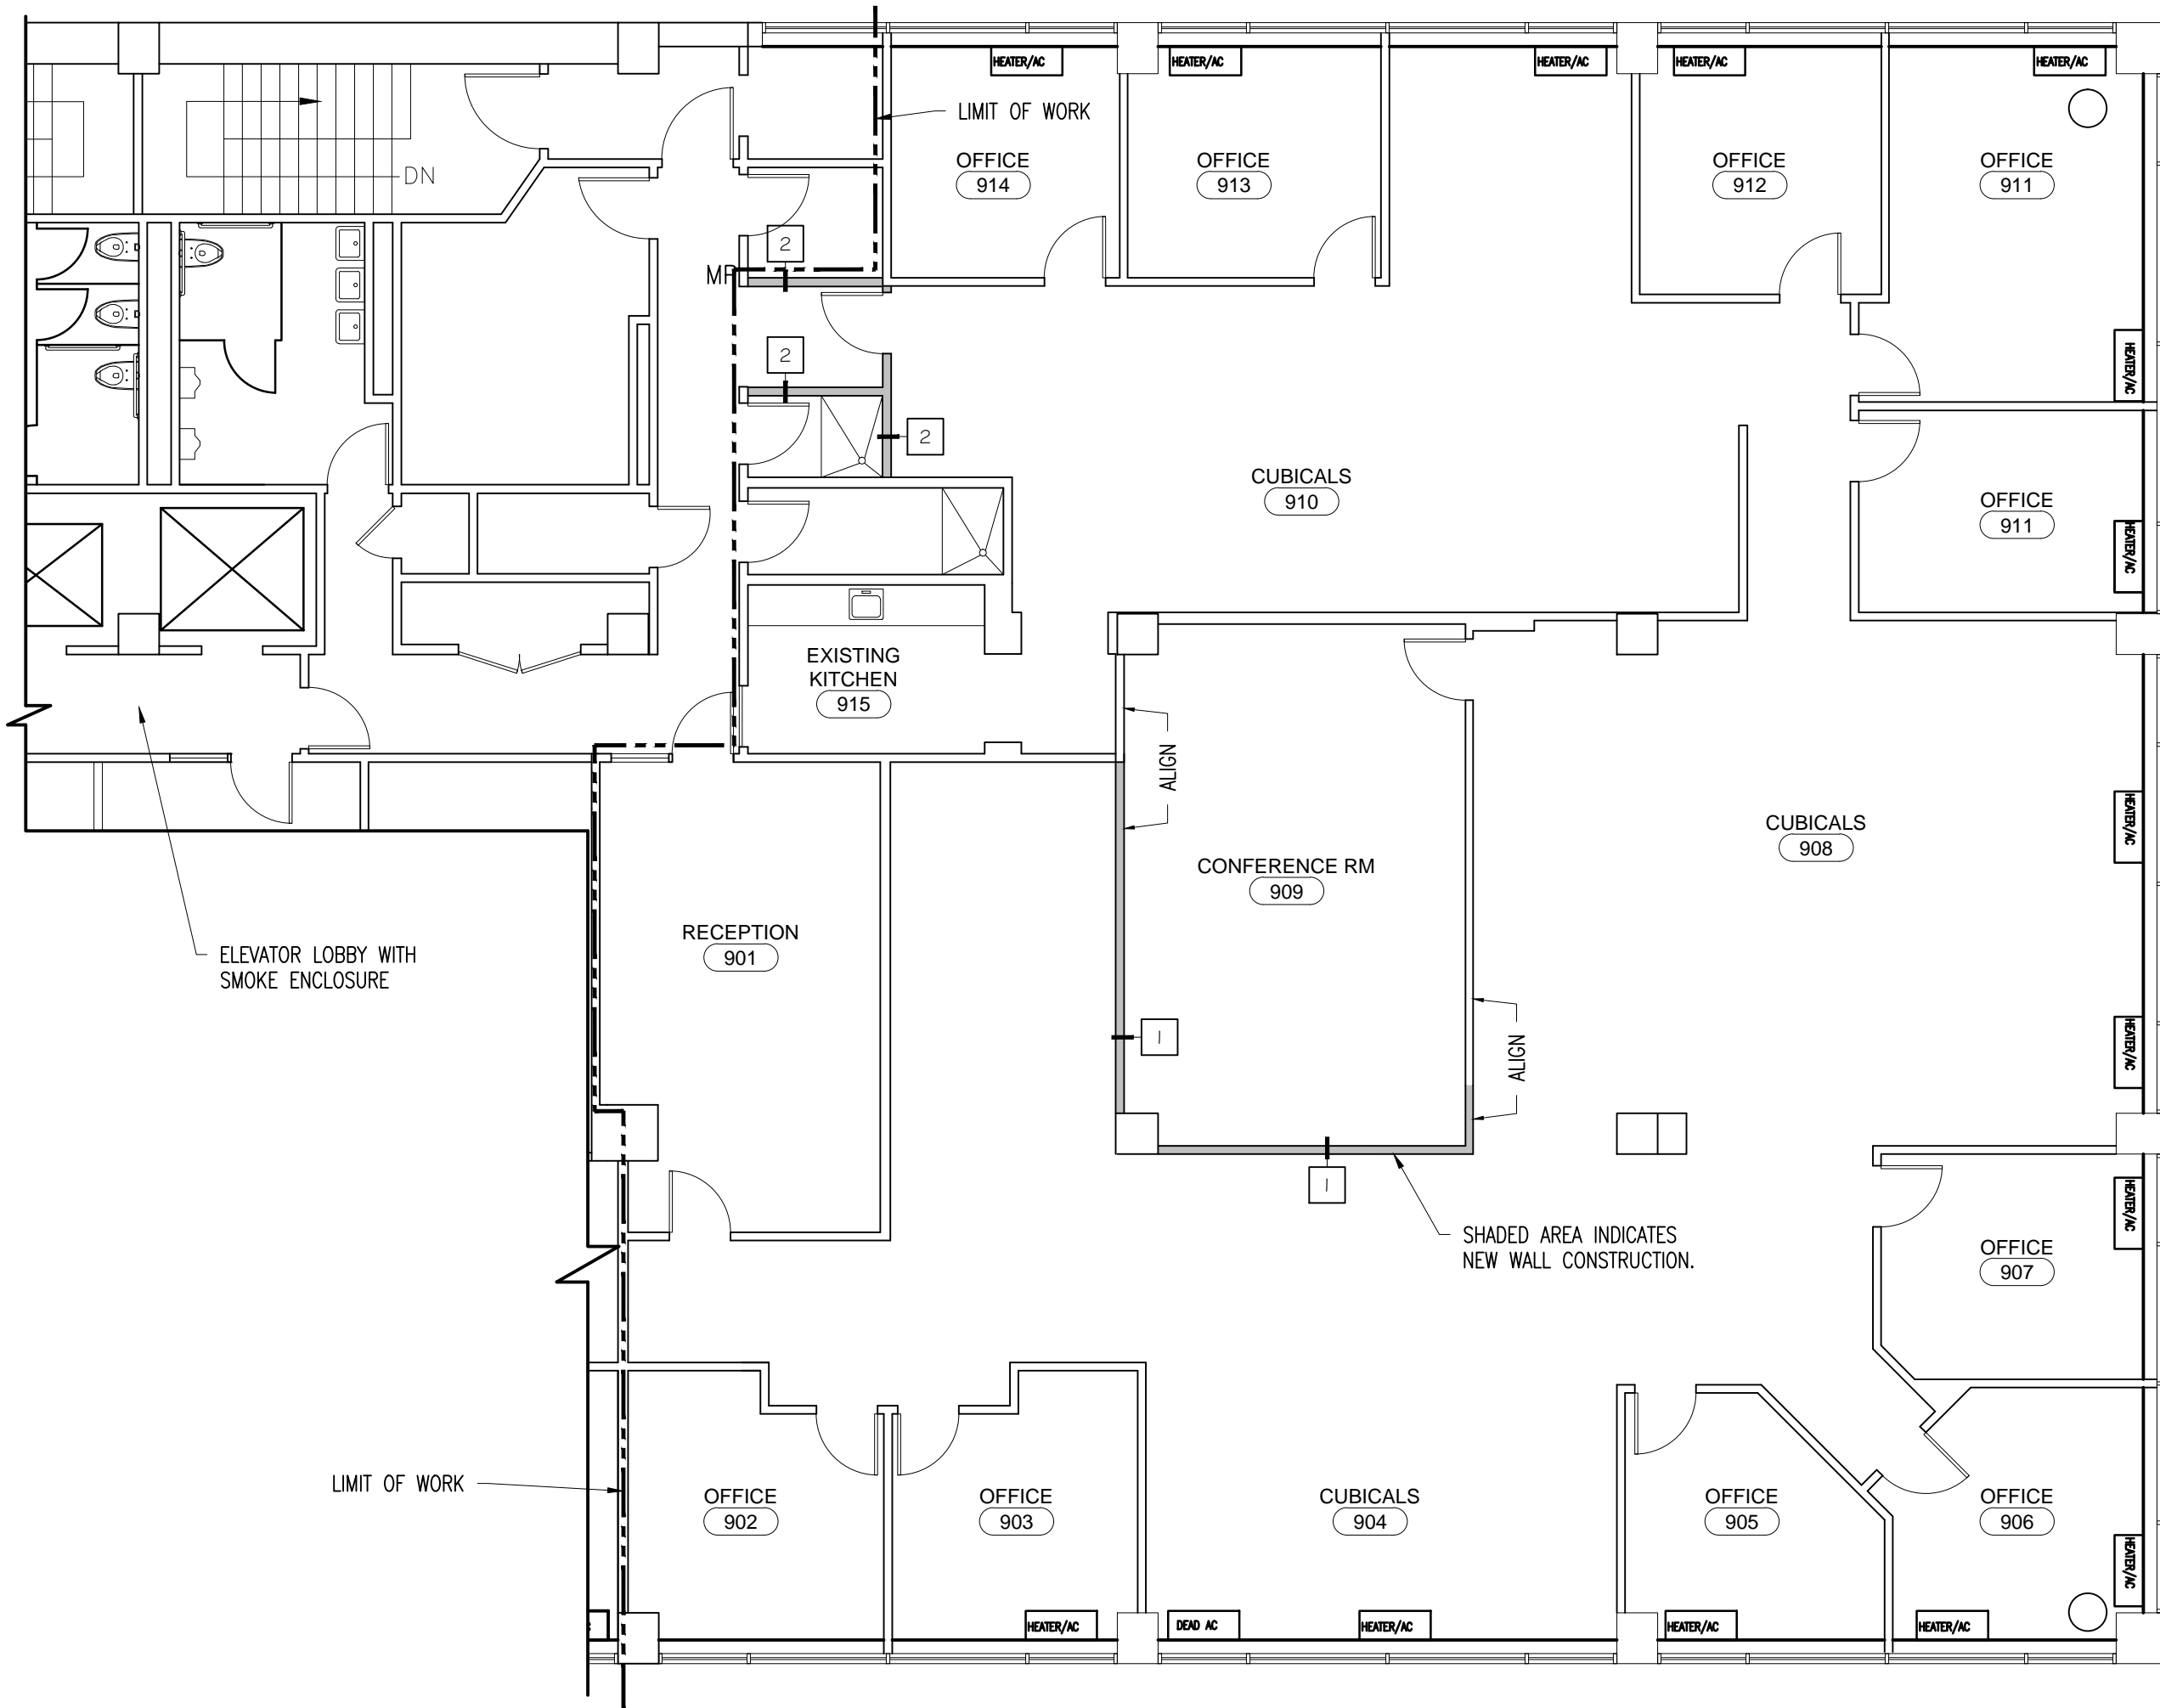 HEATER/AC
HEATER/AC
HEATER/AC
HEATER/AC
HEATER/AC
LIMIT OF WORK
OFFICE
914
OFFICE
913
OFFICE
912
OFFICE
911
DN
2
MP
HEATER/AC
2
2
CUBICALS
910
OFFICE
911
HEATER/AC
EXISTING
KITCHEN
915
ALIGN
CUBICALS
908
HEATER/AC
CONFERENCE RM
909
RECEPTION
901
ELEVATOR LOBBY WITH
SMOKE ENCLOSURE
1
ALIGN
HEATER/AC
1
HEATER/AC
SHADED AREA INDICATES
NEW WALL CONSTRUCTION.
OFFICE
907
LIMIT OF WORK
OFFICE
902
OFFICE
903
CUBICALS
904
OFFICE
905
OFFICE
906
HEATER/AC
HEATER/AC
DEAD AC
HEATER/AC
HEATER/AC
HEATER/AC